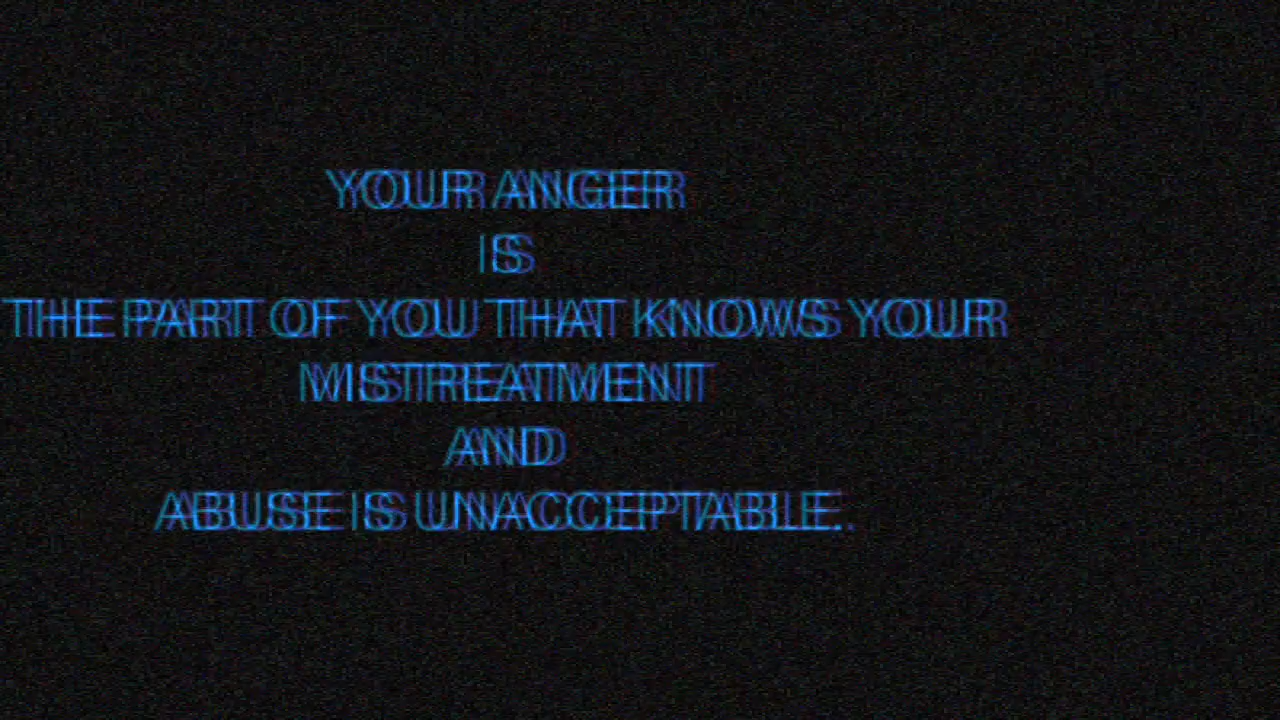 YOUR ANGER
IS
THE PART OF YOU THAT KNOWS YOUR
MISTREATMENT
AND
ABUSE IS UNACCEPTABLE.